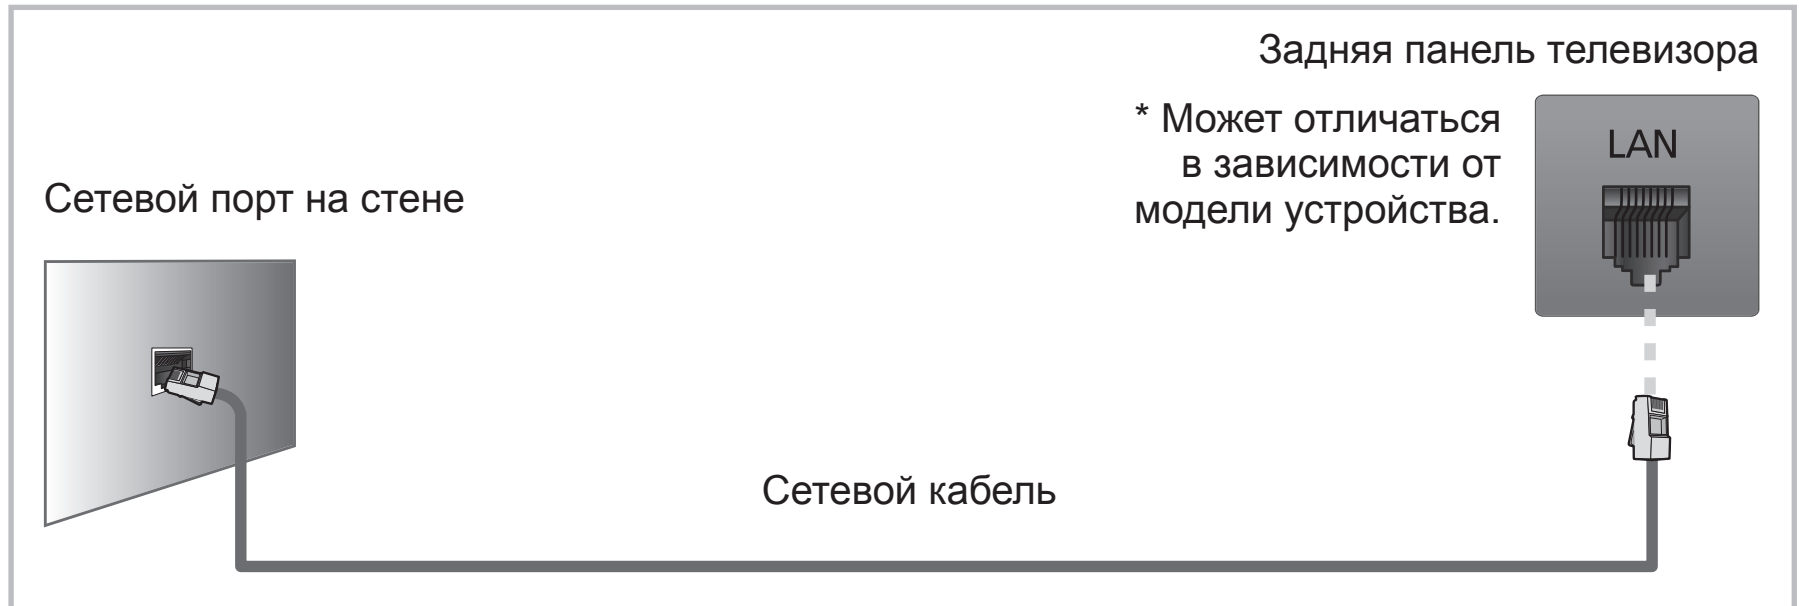 Задняя панель телевизора
* Может отличаться
в зависимости от
модели устройства.
LAN
Сетевой порт на стене
Сетевой кабель